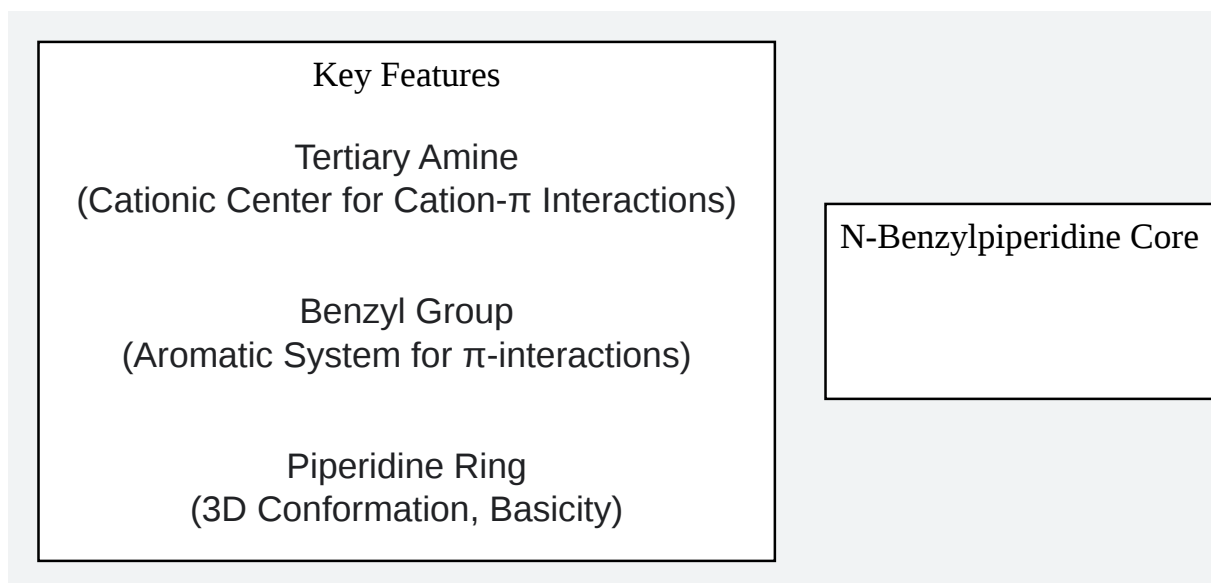 Key Features
Tertiary Amine
(Cationic Center for Cation-π Interactions)
Benzyl Group
(Aromatic System for π-interactions)
Piperidine Ring
(3D Conformation, Basicity)
N-Benzylpiperidine Core